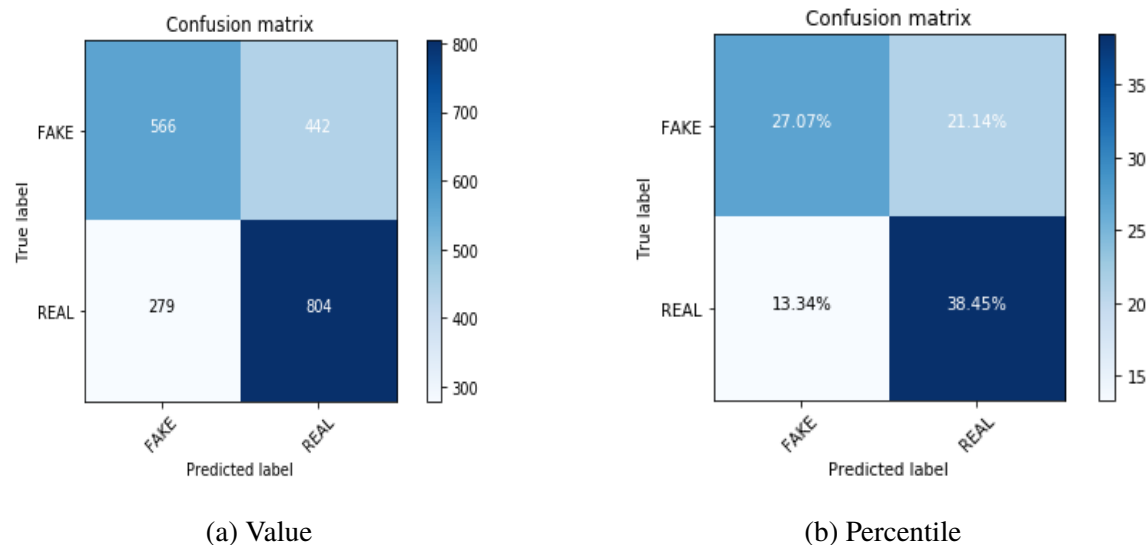 Confusion matrix
800
700
600
500
400
300
FAKE
REAL
True label
566
442
279
804
FAKE
REAL
Predicted label
(a) Value
Confusion matrix
35
30
25
20
15
FAKE
REAL
True label
27.07%
21.14%
13.34%
38.45%
FAKE
REAL
Predicted label
(b) Percentile